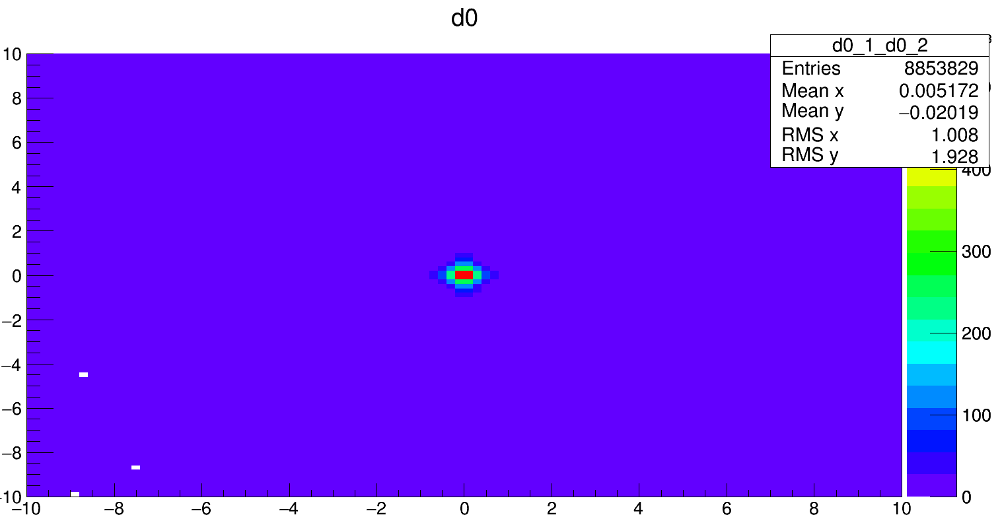 d0
d0_1_d0_2
Entries 8853829
Mean x 0.005172
Mean y −0.02019
RMS x 1.008
RMS y 1.928
10
8
6
4
2
0
−2
−4
−6
−8
−10
−10 −8 −6 −4 −2 0 2 4 6 8 10
400
300
200
100
0